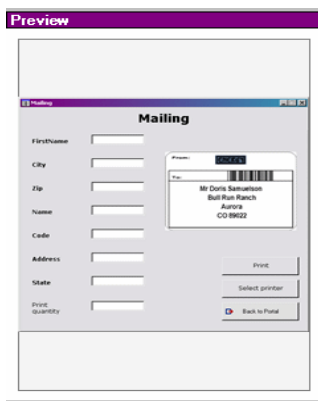 Preview
Mailing
Mailing
FirstName
City
Zip
Name
Code
Address
State
Print
quantity
From:
To:
Mr Doris Samuelson
Bull Run Ranch
Aurora
CO 89022
Print
Select printer
Back to Portal